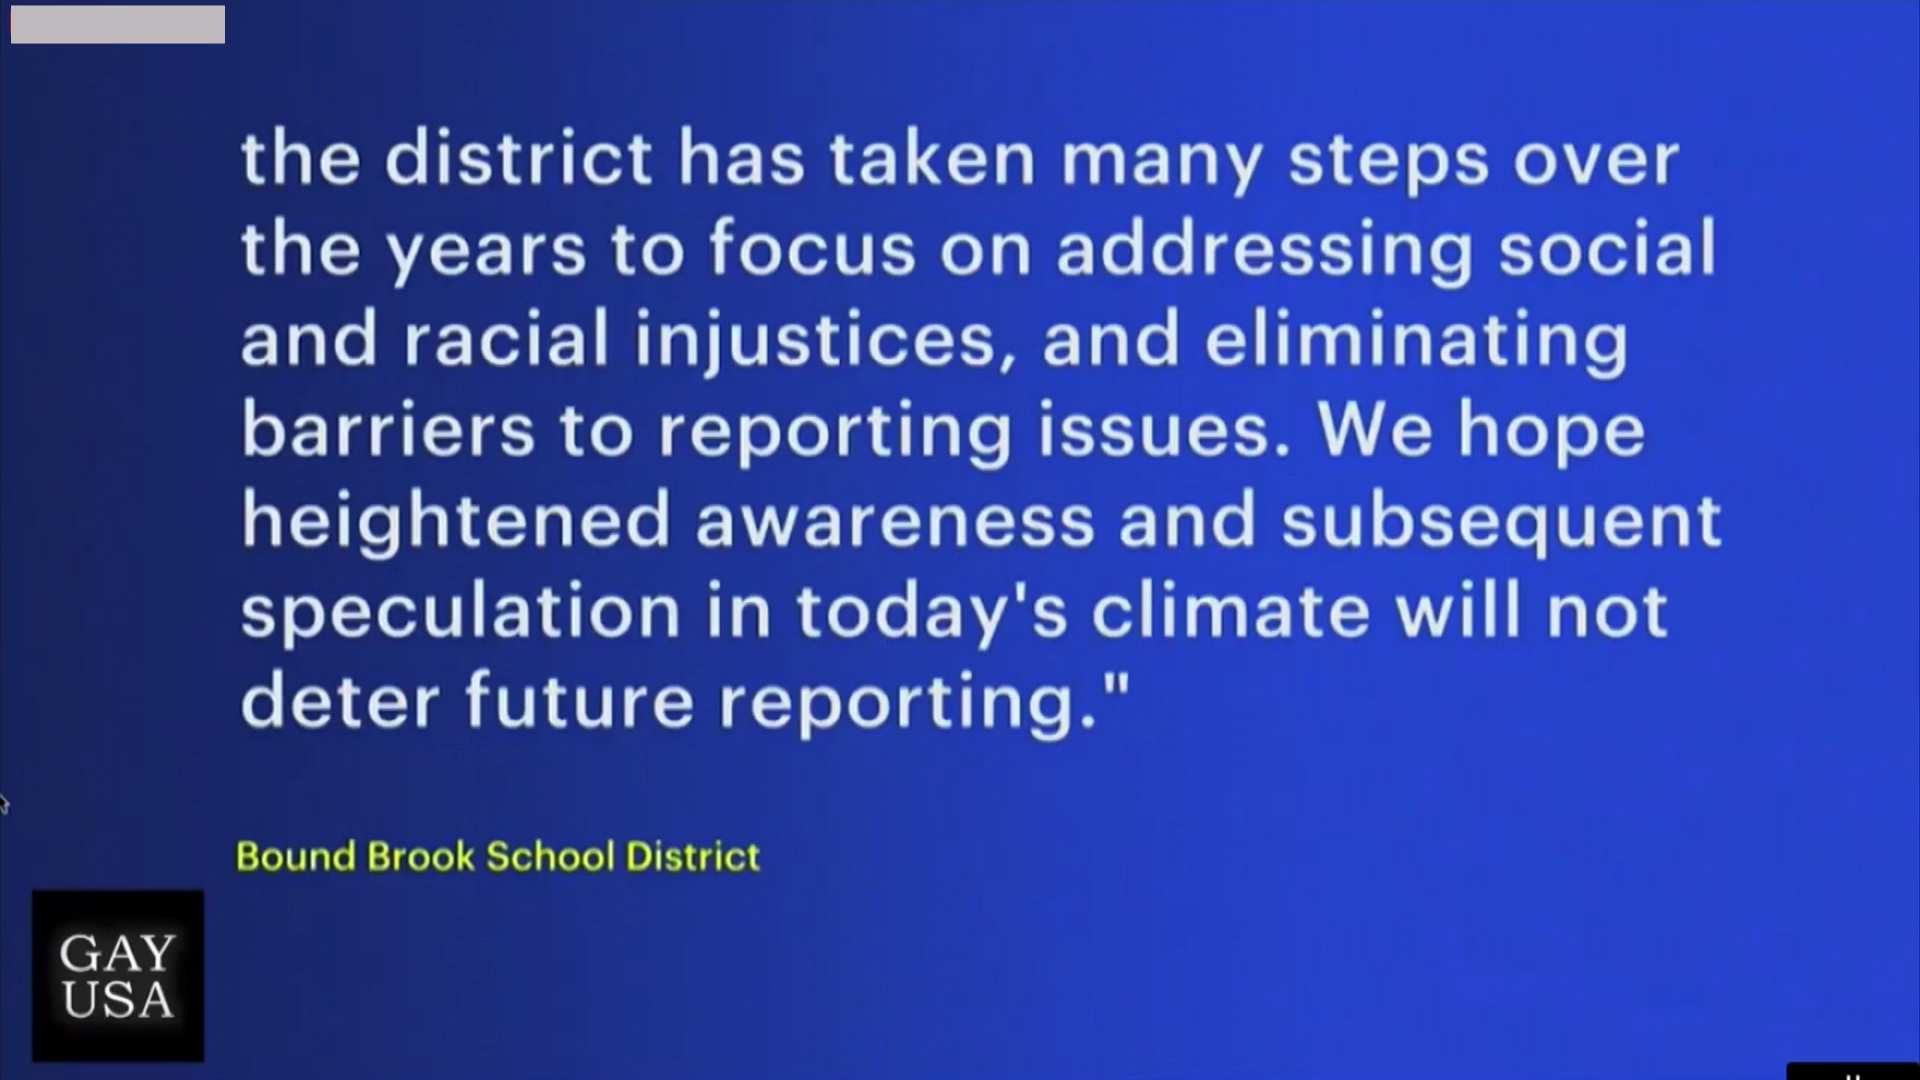 the district has taken many steps over
the years to focus on addressing social
and racial injustices, and eliminating
barriers to reporting issues. We hope
heightened awareness and subsequent
speculation in today's climate will not
deter future reporting."
Bound Brook School District
GAY
USA